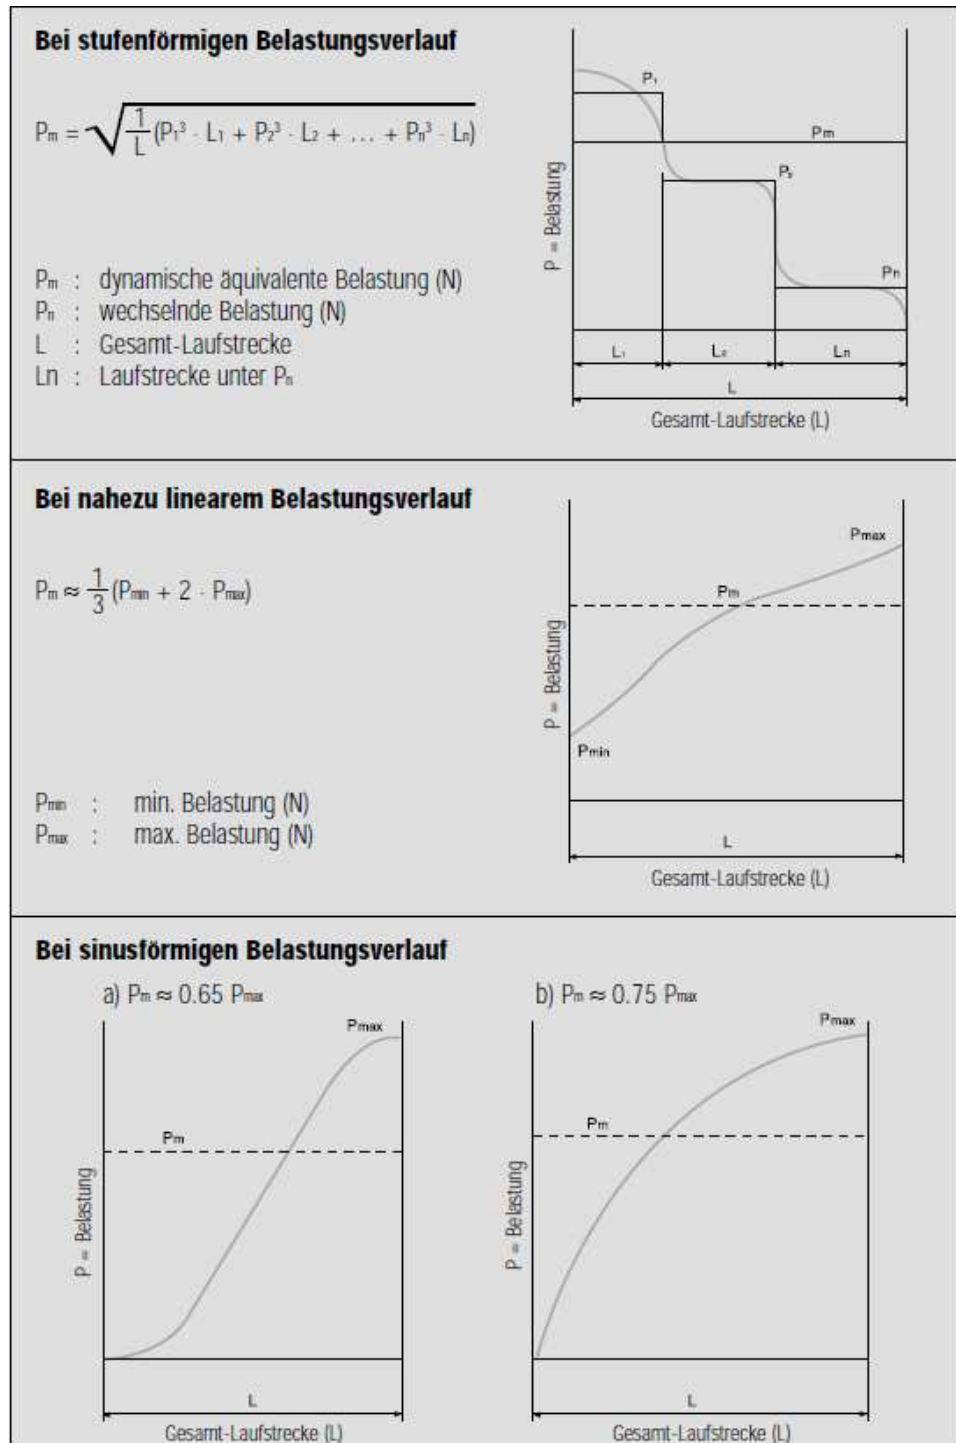 Bei stufenförmigen Belastungsverlauf
Pm = √ 1/L (P₁³ · L₁ + P₂³ · L₂ + ... + Pn³ · Ln)
Pm : dynamische äquivalente Belastung (N)
Pn : wechselnde Belastung (N)
L : Gesamt-Laufstrecke
Ln : Laufstrecke unter Pn
P₁
Pm
P₂
Pn
P = Belastung
L₁ L₂ Ln
L
Gesamt-Laufstrecke (L)
Bei nahezu linearem Belastungsverlauf
Pm ≈ 1/3 (Pmin + 2 · Pmax)
Pmin : min. Belastung (N)
Pmax : max. Belastung (N)
Pmax
Pm
P = Belastung
Pmin
L
Gesamt-Laufstrecke (L)
Bei sinusförmigen Belastungsverlauf
a) Pm ≈ 0.65 Pmax
Pmax
Pm
P = Belastung
L
Gesamt-Laufstrecke (L)
b) Pm ≈ 0.75 Pmax
Pmax
Pm
P = Belastung
L
Gesamt-Laufstrecke (L)